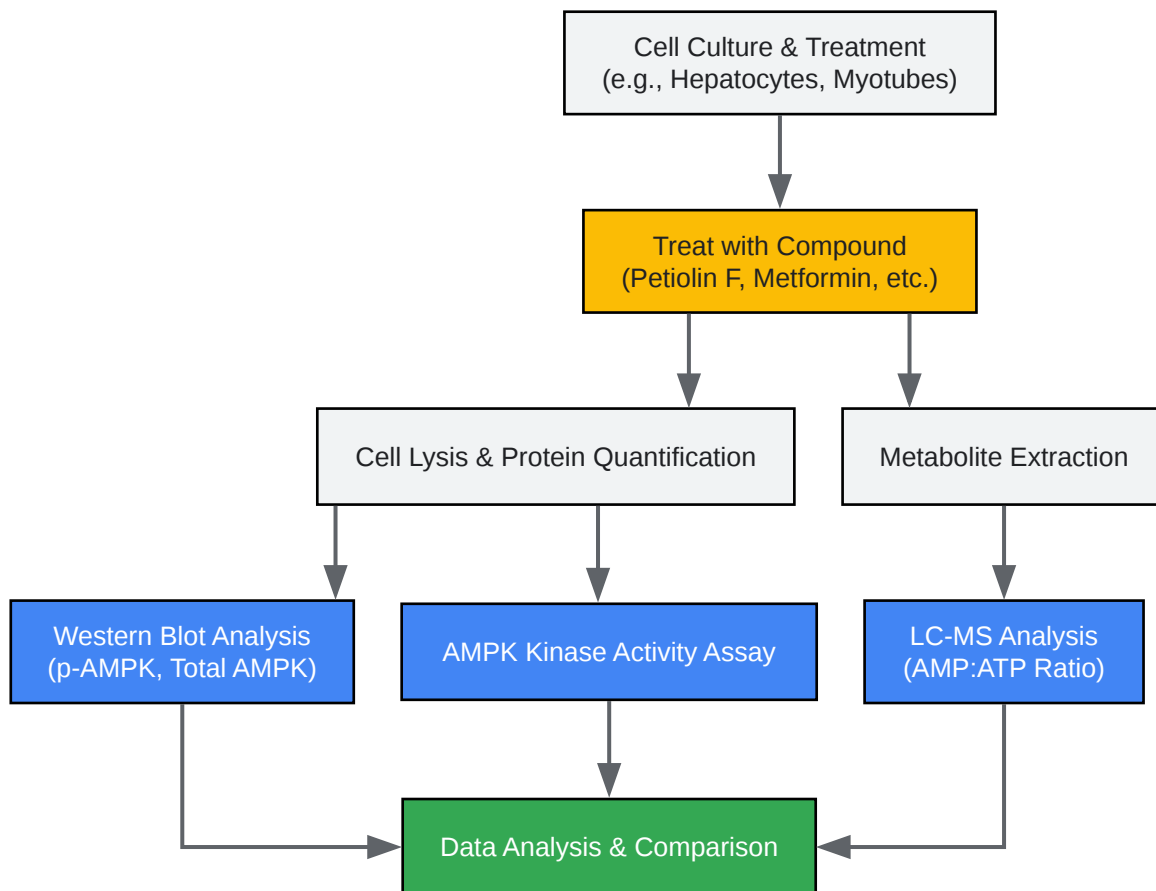 Cell Culture & Treatment
(e.g., Hepatocytes, Myotubes)
Treat with Compound
(Petiolin F, Metformin, etc.)
Cell Lysis & Protein Quantification
Metabolite Extraction
Western Blot Analysis
(p-AMPK, Total AMPK)
AMPK Kinase Activity Assay
LC-MS Analysis
(AMP:ATP Ratio)
Data Analysis & Comparison